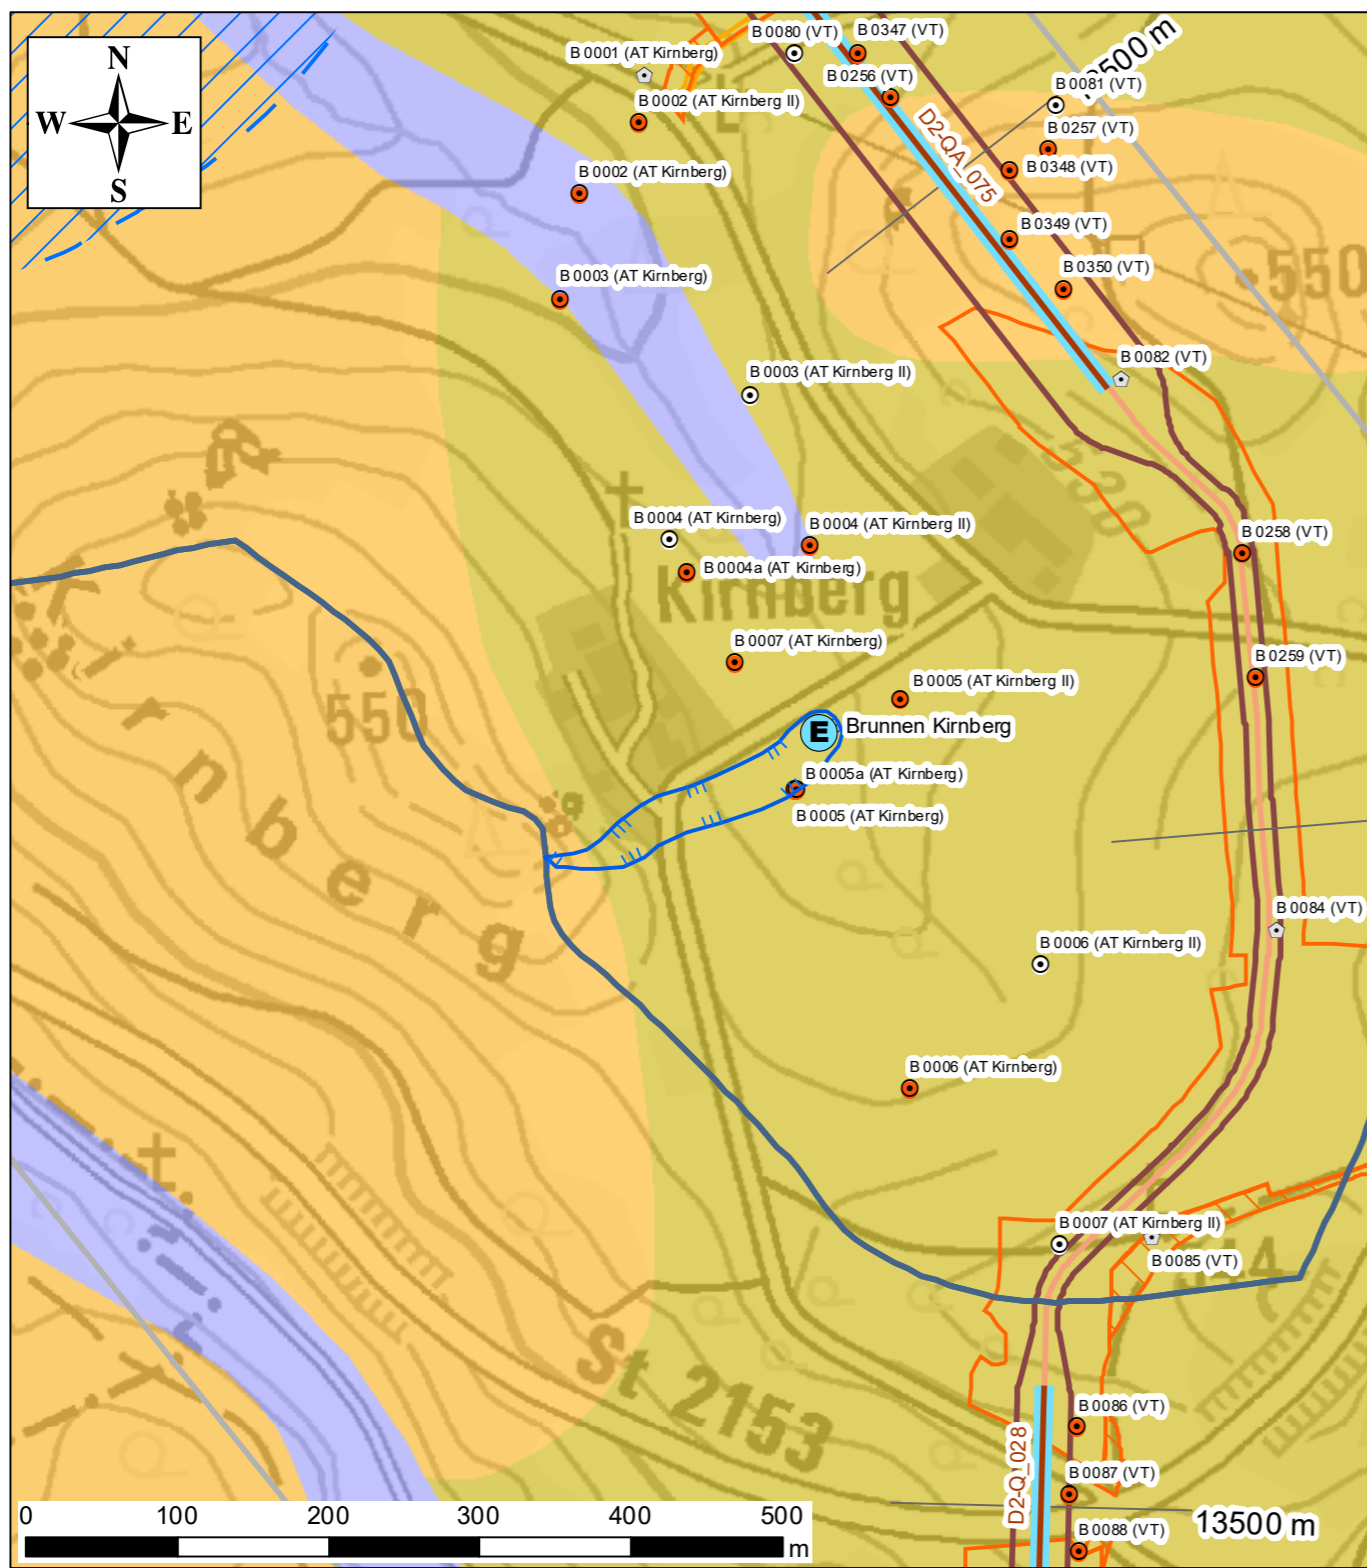 N
W E
S
B 0001 (AT Kirnberg)
B 0080 (VT)
B 0347 (VT)
B 0256 (VT)
B 0081 (VT)
B 0002 (AT Kirnberg II)
B 0257 (VT)
D2-QA_075
B 0348 (VT)
B 0002 (AT Kirnberg)
B 0349 (VT)
B 0003 (AT Kirnberg)
B 0350 (VT)
550
B 0082 (VT)
B 0003 (AT Kirnberg II)
530
B 0004 (AT Kirnberg)
B 0004 (AT Kirnberg II)
B 0258 (VT)
B 0004a (AT Kirnberg)
Kirnberg
B 0007 (AT Kirnberg)
B 0259 (VT)
B 0005 (AT Kirnberg II)
550
E Brunnen Kirnberg
B 0005a (AT Kirnberg)
B 0005 (AT Kirnberg)
Kirnberg
B 0084 (VT)
B 0006 (AT Kirnberg II)
B 0006 (AT Kirnberg)
B 0007 (AT Kirnberg II)
B 0085 (VT)
St 2153
B 0086 (VT)
D2-Q_028
B 0087 (VT)
13500 m
B 0088 (VT)
0 100 200 300 400 500
m